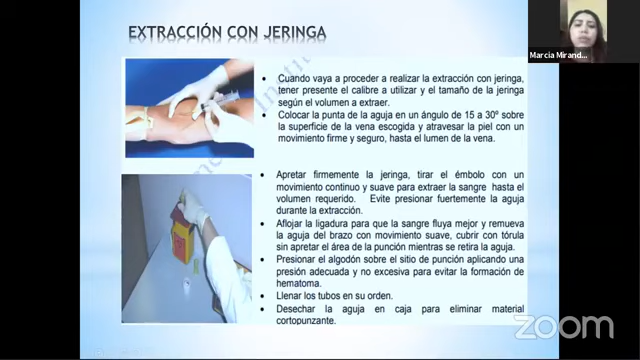 EXTRACCIÓN CON JERINGA
Marcia Mirand...
• Cuando vaya a proceder a realizar la extracción con jeringa,
tener presente el calibre a utilizar y el tamaño de la jeringa
según el volumen a extraer.
• Colocar la punta de la aguja en un ángulo de 15 a 30º sobre
la superficie de la vena escogida y atravesar la piel con un
movimiento firme y seguro, hasta el lumen de la vena.
• Apretar firmemente la jeringa, tirar el émbolo con un
movimiento continuo y suave para extraer la sangre hasta el
volumen requerido. Evite presionar fuertemente la aguja
durante la extracción.
• Aflojar la ligadura para que la sangre fluya mejor y remueva
la aguja del brazo con movimiento suave, cubrir con tórula
sin apretar el área de la punción mientras se retira la aguja.
• Presionar el algodón sobre el sitio de punción aplicando una
presión adecuada y no excesiva para evitar la formación de
hematoma.
• Llenar los tubos en su orden.
• Desechar la aguja en caja para eliminar material
cortopunzante.
zoom